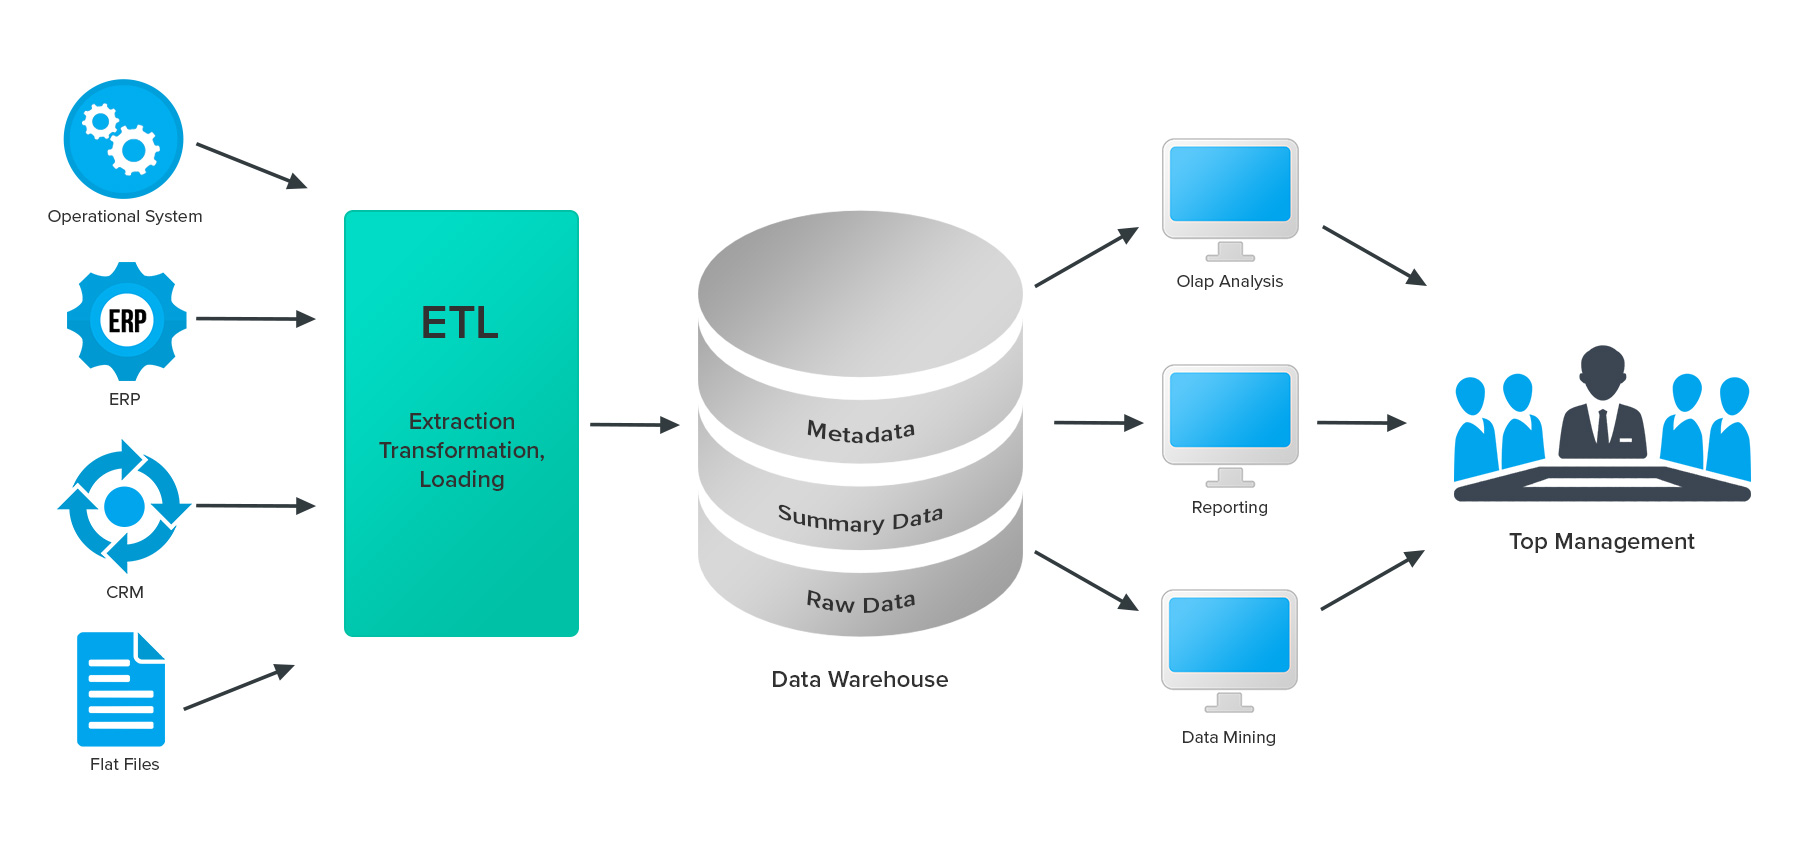 Operational System
ERP
ERP
CRM
Flat Files
ETL
Extraction
Transformation,
Loading
Metadata
Summary Data
Raw Data
Data Warehouse
Olap Analysis
Reporting
Data Mining
Top Management